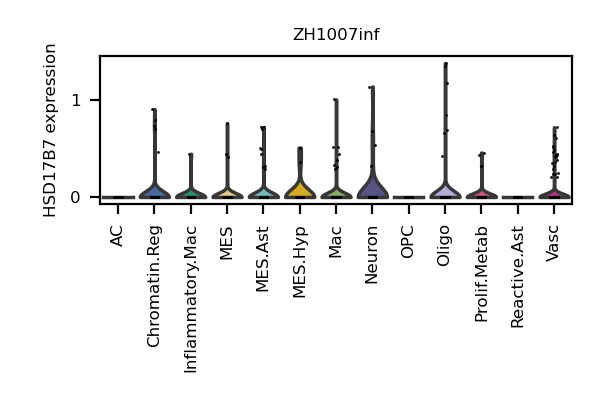 ZH1007inf
HSD17B7 expression
1
0
AC
Chromatin.Reg
Inflammatory.Mac
MES
MES.Ast
MES.Hyp
Mac
Neuron
OPC
Oligo
Prolif.Metab
Reactive.Ast
Vasc